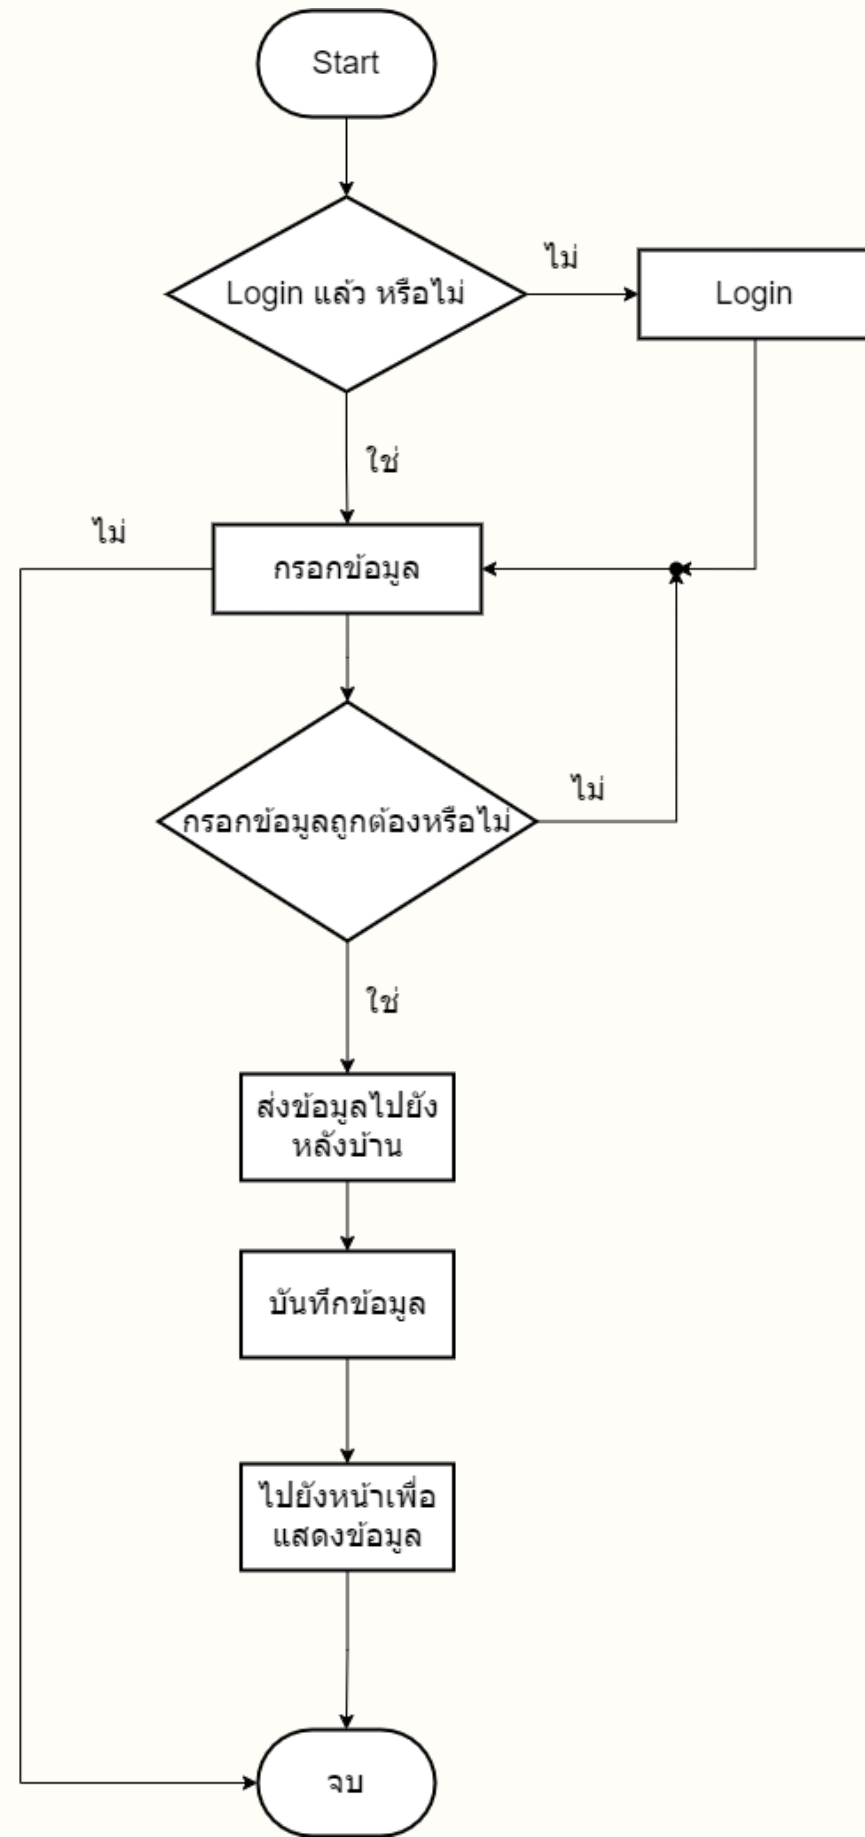 Start
Login แล้ว หรือไม่
ไม่
Login
ใช่
ไม่
กรอกข้อมูล
กรอกข้อมูลถูกต้องหรือไม่
ไม่
ใช่
ส่งข้อมูลไปยัง
หลังบ้าน
บันทึกข้อมูล
ไปยังหน้าเพื่อ
แสดงข้อมูล
จบ